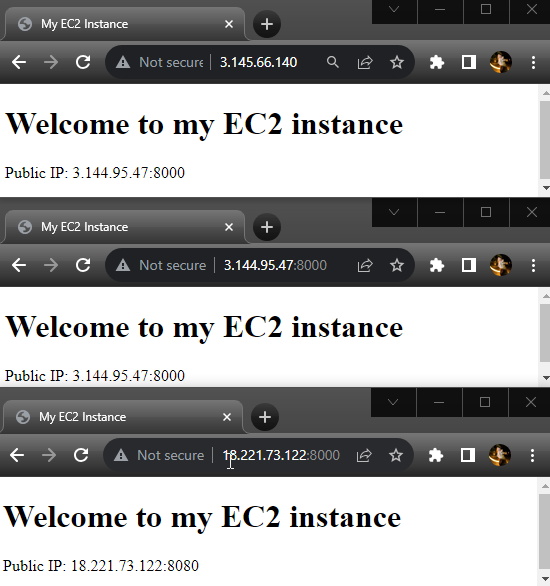 My EC2 Instance
Not secure 3.145.66.140
Welcome to my EC2 instance
Public IP: 3.144.95.47:8000
My EC2 Instance
Not secure 3.144.95.47:8000
Welcome to my EC2 instance
Public IP: 3.144.95.47:8000
My EC2 Instance
Not secure 18.221.73.122:8000
Welcome to my EC2 instance
Public IP: 18.221.73.122:8080